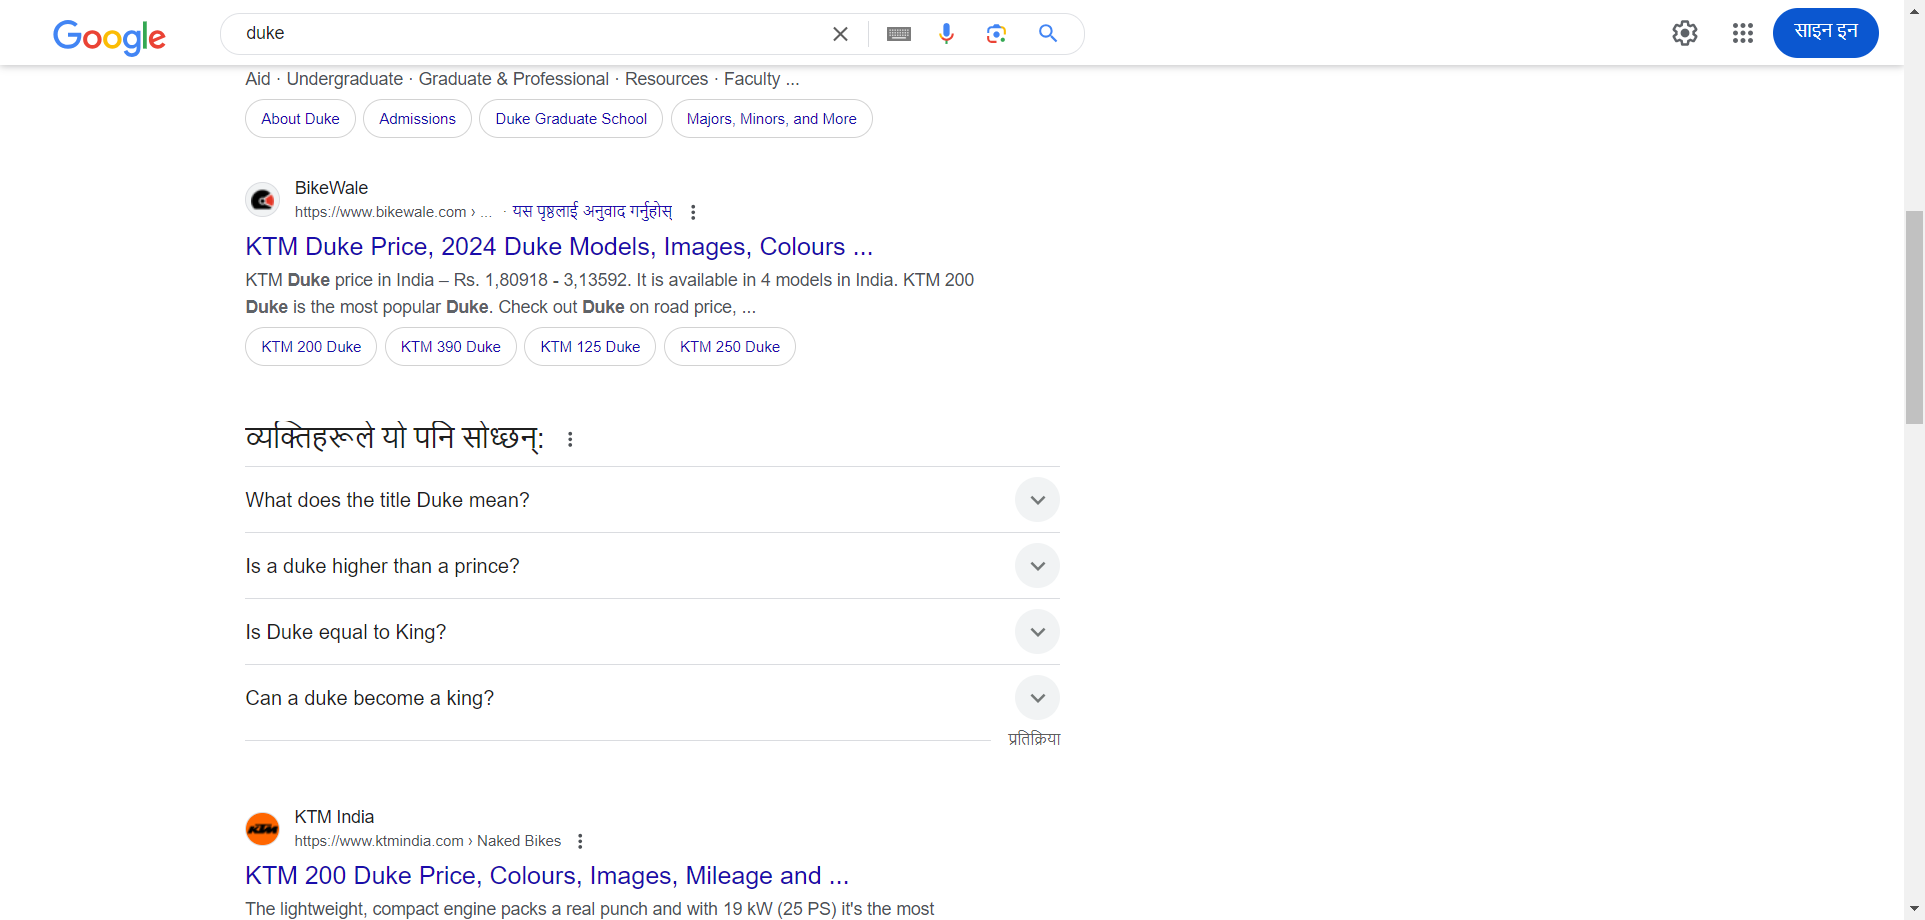 Google
duke
साइन इन
Aid · Undergraduate · Graduate & Professional · Resources · Faculty ...
About Duke
Admissions
Duke Graduate School
Majors, Minors, and More
BikeWale
https://www.bikewale.com › ... · यस पृष्ठलाई अनुवाद गर्नुहोस्
KTM Duke Price, 2024 Duke Models, Images, Colours ...
KTM Duke price in India – Rs. 1,80918 - 3,13592. It is available in 4 models in India. KTM 200
Duke is the most popular Duke. Check out Duke on road price, ...
KTM 200 Duke
KTM 390 Duke
KTM 125 Duke
KTM 250 Duke
व्यक्तिहरूले यो पनि सोध्छन्:
What does the title Duke mean?
Is a duke higher than a prince?
Is Duke equal to King?
Can a duke become a king?
प्रतिक्रिया
KTM
KTM India
https://www.ktmindia.com › Naked Bikes
KTM 200 Duke Price, Colours, Images, Mileage and ...
The lightweight, compact engine packs a real punch and with 19 kW (25 PS) it's the most